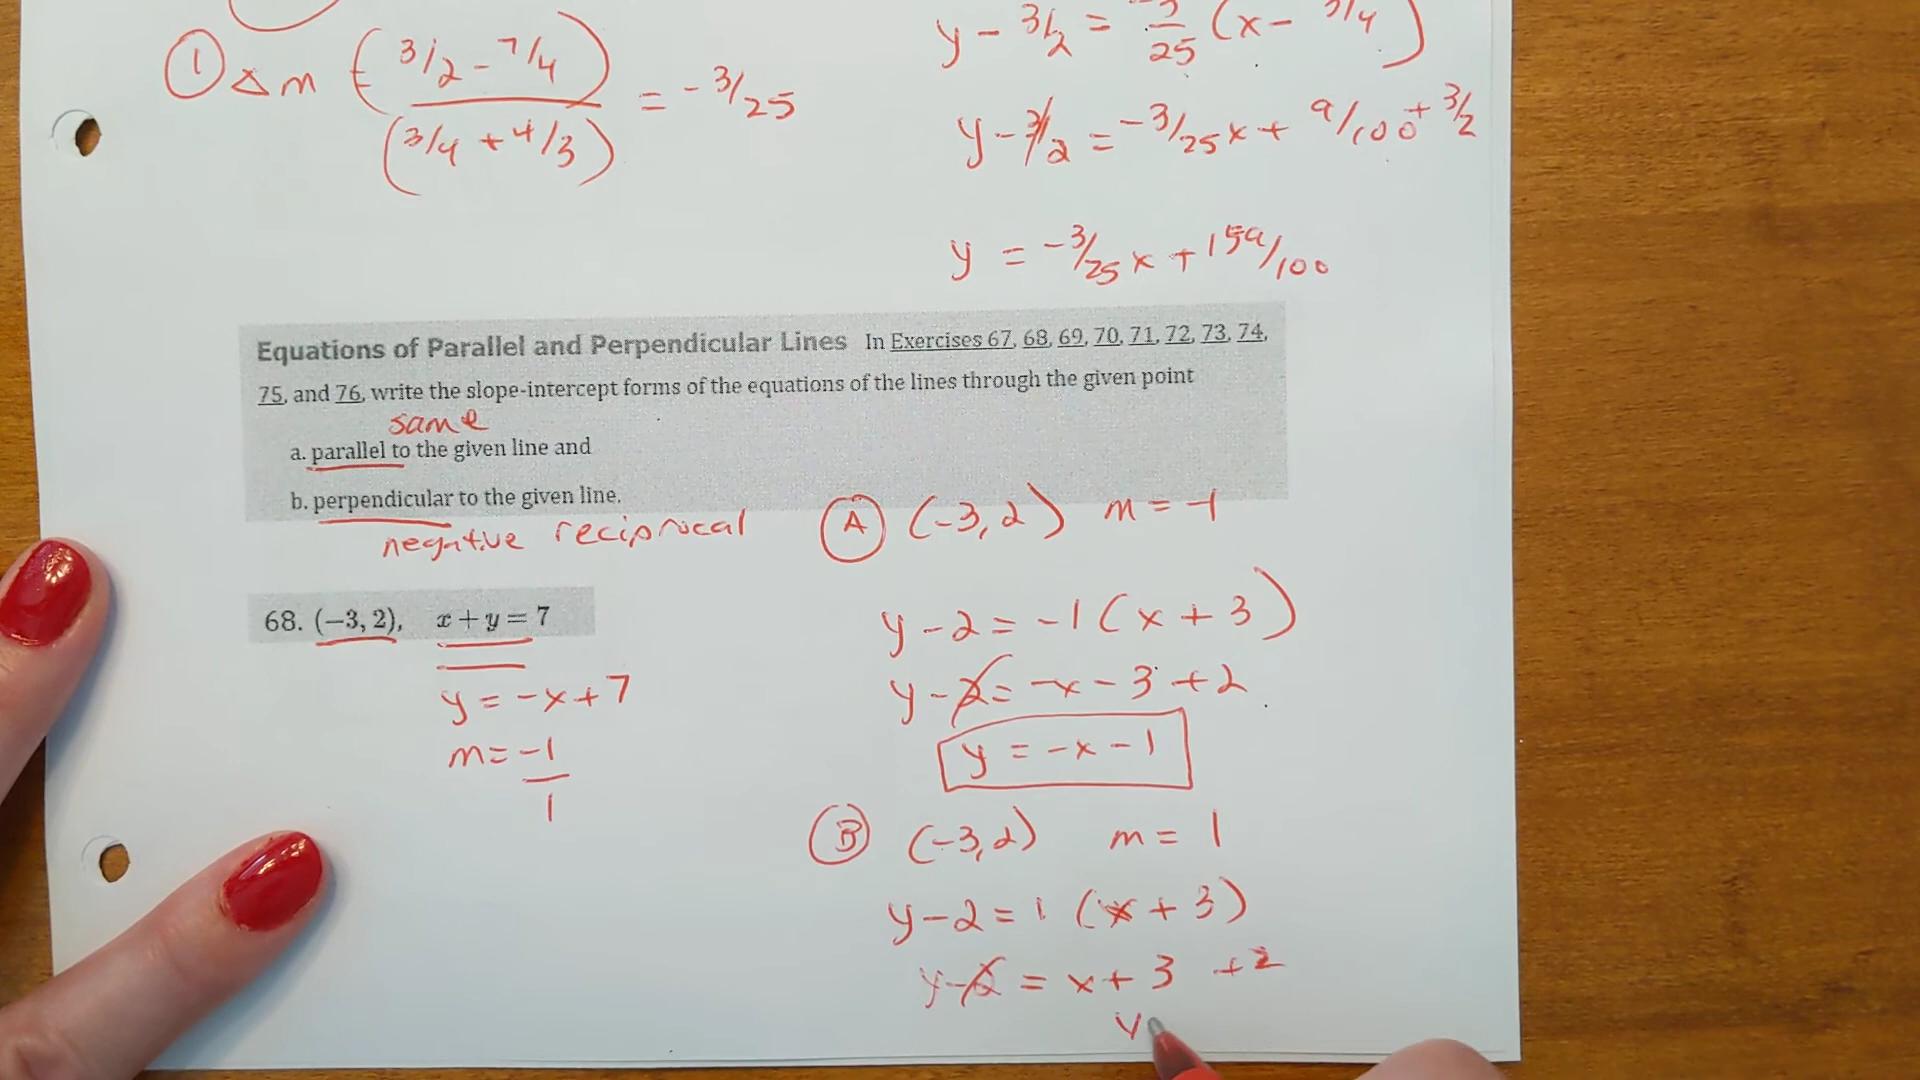 ① Δm (3/2 - 7/4) / (3/4 + 4/3) = -3/25
y - 3/2 = -3/25 (x - 3/4)
y - 3/2 = -3/25x + 9/100 + 3/2
y = -3/25x + 159/100
Equations of Parallel and Perpendicular Lines In Exercises 67, 68, 69, 70, 71, 72, 73, 74,
75, and 76, write the slope-intercept forms of the equations of the lines through the given point
same
a. parallel to the given line and
b. perpendicular to the given line.
negative reciprocal
68. (−3, 2), x + y = 7
y = -x + 7
m = -1/1
Ⓐ (-3, 2) m = -1
y - 2 = -1 (x + 3)
y - 2 = -x - 3 + 2
y = -x - 1
Ⓑ (-3, 2) m = 1
y - 2 = 1 (x + 3)
y - 2 = x + 3 + 2
y